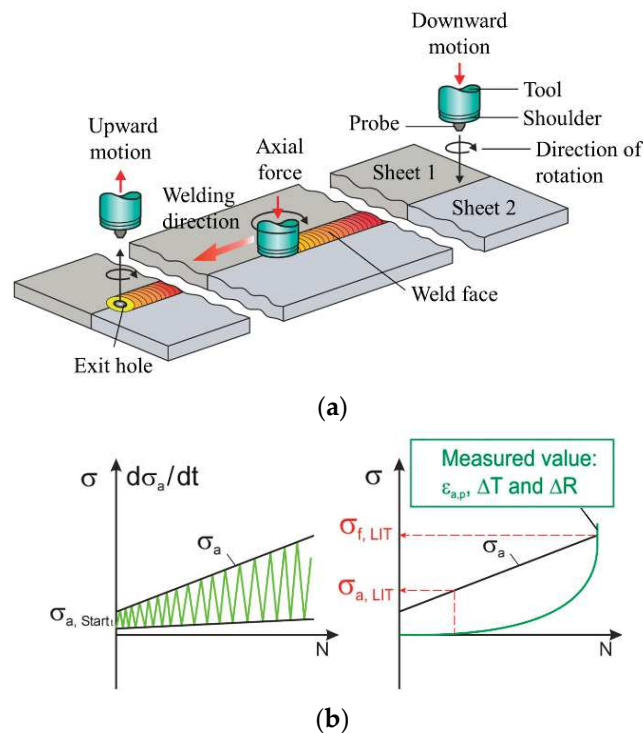 Downward
motion
Tool
Probe
Shoulder
Direction of
rotation
Upward
motion
Axial
force
Sheet 1
Sheet 2
Welding
direction
Weld face
Exit hole
(a)
σ
dσa/dt
σa
σa, Start
N
Measured value:
εa,p, ΔT and ΔR
σ
σf, LIT
σa
σa, LIT
N
(b)